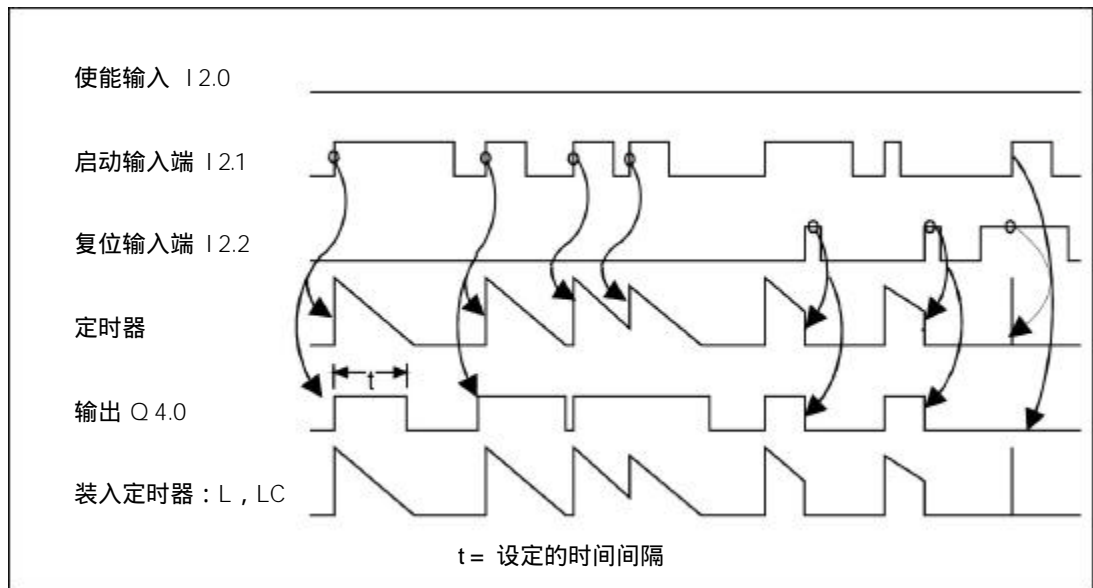 使能输入 I 2.0
启动输入端 I 2.1
复位输入端 I 2.2
定时器
t
输出 Q 4.0
装入定时器：L，LC
t = 设定的时间间隔